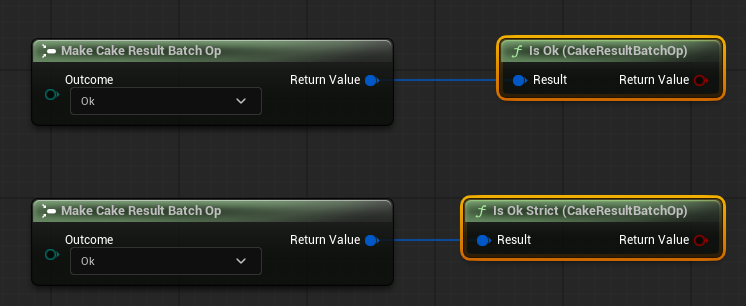 Make Cake Result Batch Op
Outcome
Ok
Return Value
Is Ok (CakeResultBatchOp)
Result
Return Value
Make Cake Result Batch Op
Outcome
Ok
Return Value
Is Ok Strict (CakeResultBatchOp)
Result
Return Value